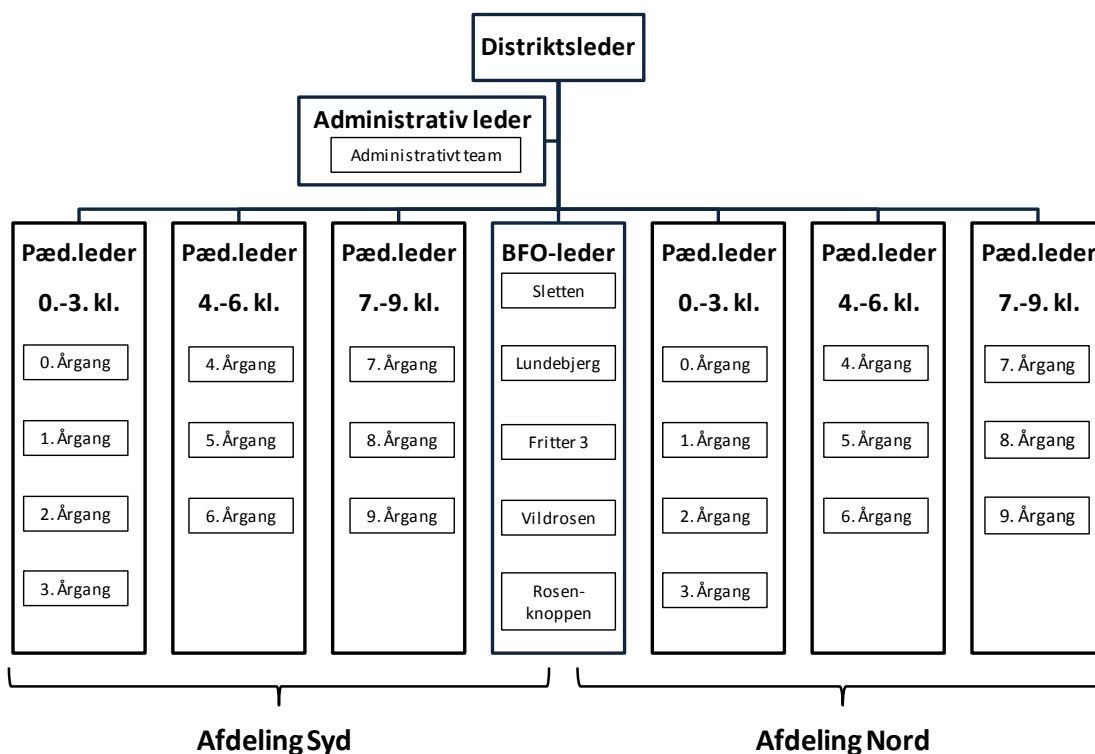 Distriktsleder
Administrativ leder
Administrativt team
Pæd.leder
0.-3. kl.
0. Årgang
1. Årgang
2. Årgang
3. Årgang
Pæd.leder
4.-6. kl.
4. Årgang
5. Årgang
6. Årgang
Pæd.leder
7.-9. kl.
7. Årgang
8. Årgang
9. Årgang
BFO-leder
Sletten
Lundebjerg
Fritter 3
Vildrosen
Rosen-
knoppen
Pæd.leder
0.-3. kl.
0. Årgang
1. Årgang
2. Årgang
3. Årgang
Pæd.leder
4.-6. kl.
4. Årgang
5. Årgang
6. Årgang
Pæd.leder
7.-9. kl.
7. Årgang
8. Årgang
9. Årgang
Afdeling Syd
Afdeling Nord